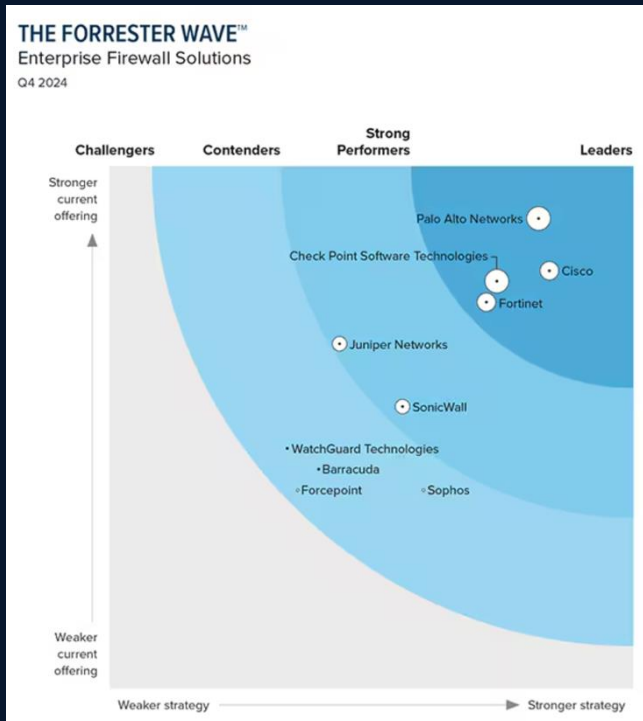 THE FORRESTER WAVE™
Enterprise Firewall Solutions
Q4 2024
Challengers
Contenders
Strong
Performers
Leaders
Stronger
current
offering
Palo Alto Networks
Check Point Software Technologies
Cisco
Fortinet
Juniper Networks
SonicWall
WatchGuard Technologies
Barracuda
Forcepoint
Sophos
Weaker
current
offering
Weaker strategy
Stronger strategy